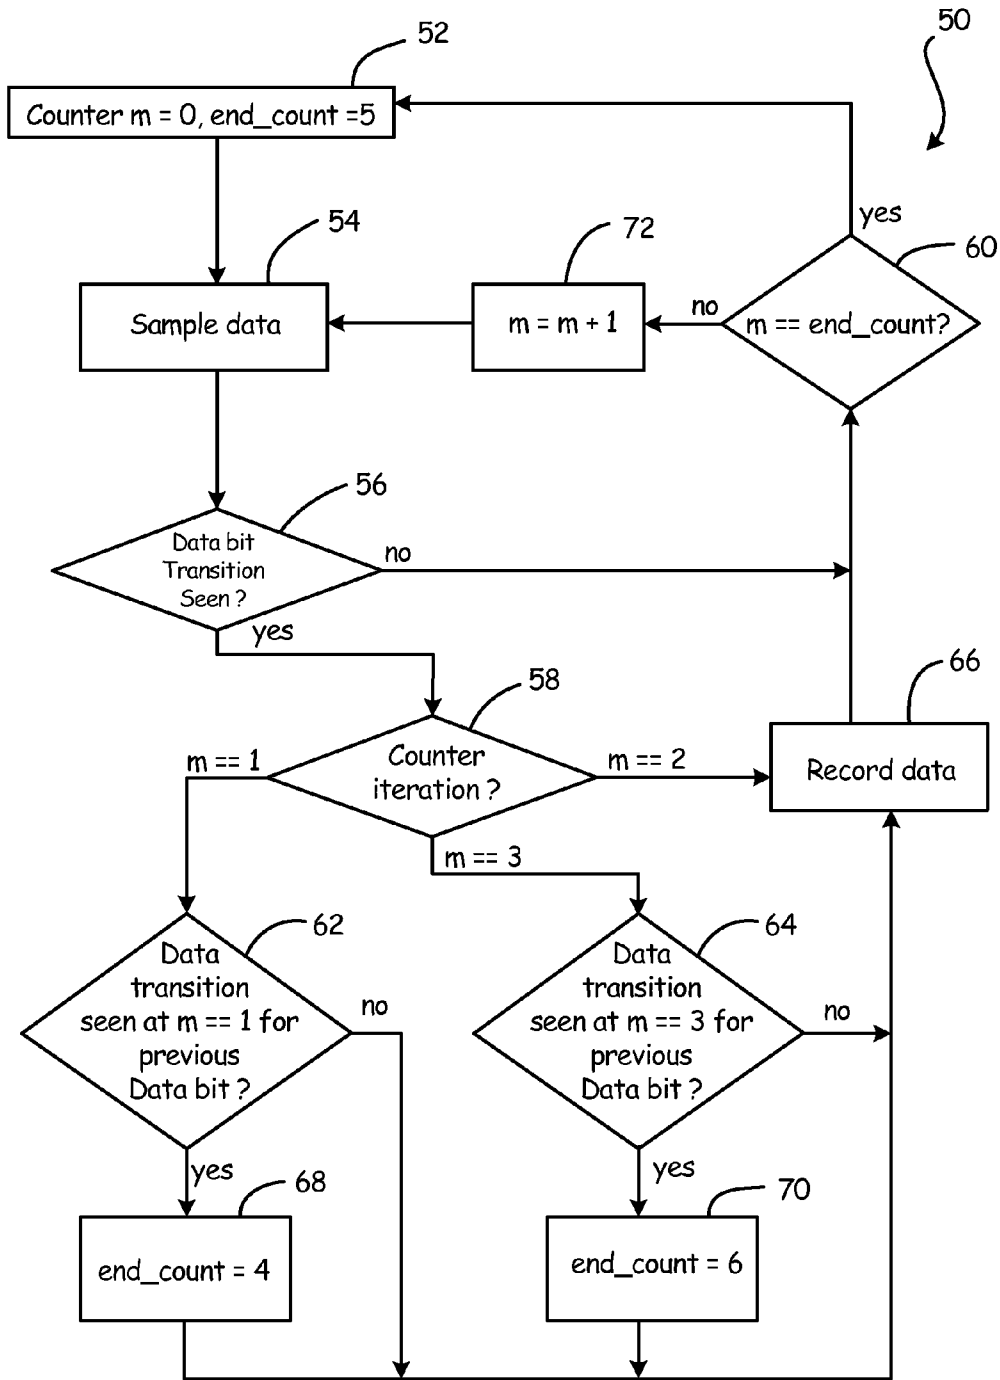 50
52
Counter m = 0, end_count =5
54
Sample data
72
m = m + 1
no
yes
60
m == end_count?
56
Data bit
Transition
Seen ?
no
yes
58
Counter
iteration ?
m == 1
m == 2
m == 3
66
Record data
62
Data
transition
seen at m == 1 for
previous
Data bit ?
no
yes
64
Data
transition
seen at m == 3 for
previous
Data bit ?
no
yes
68
end_count = 4
70
end_count = 6